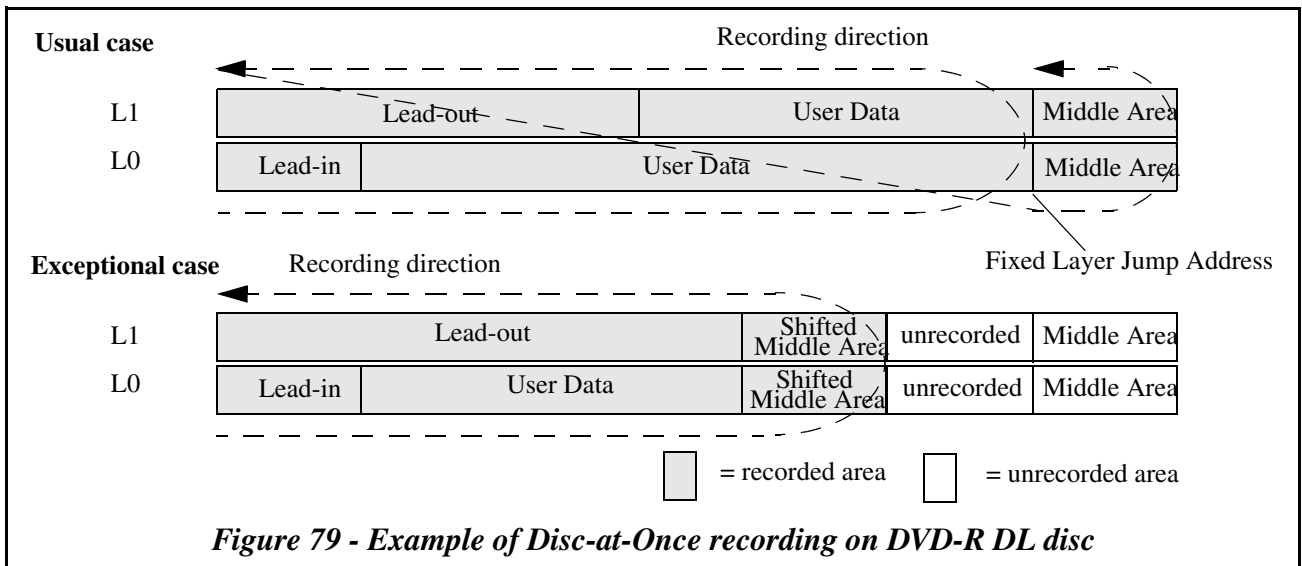 Usual case
Recording direction
L1
Lead-out
User Data
Middle Area
L0
Lead-in
User Data
Middle Area
Fixed Layer Jump Address
Exceptional case
Recording direction
L1
Lead-out
Shifted
Middle Area
unrecorded
Middle Area
L0
Lead-in
User Data
Shifted
Middle Area
unrecorded
Middle Area
= recorded area
= unrecorded area
Figure 79 - Example of Disc-at-Once recording on DVD-R DL disc